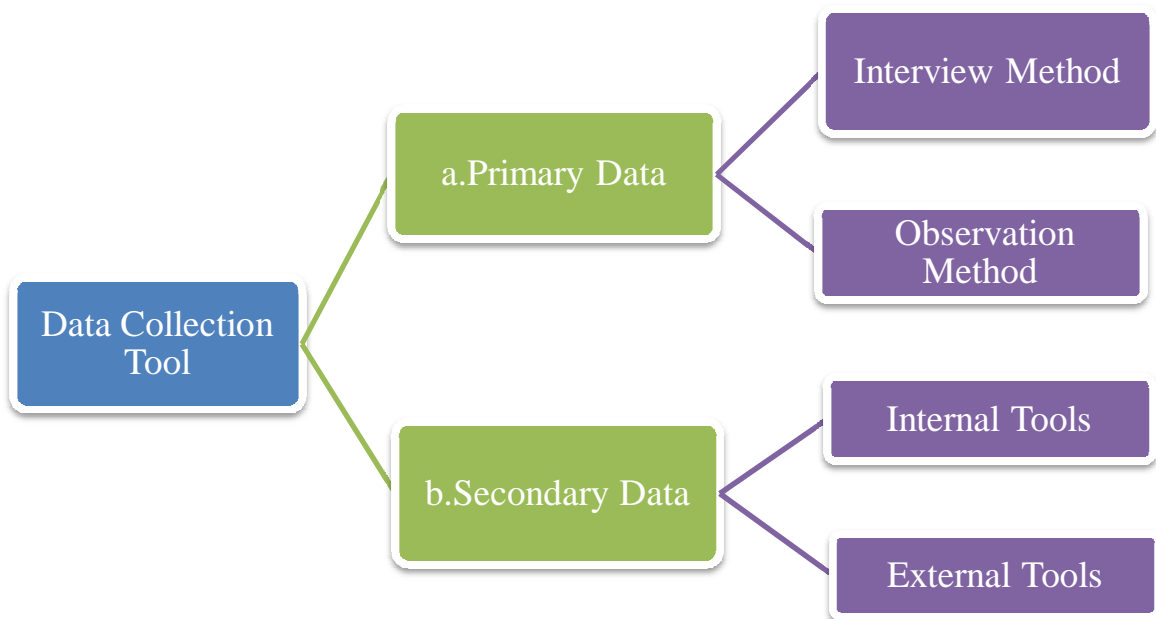 Interview Method
a.Primary Data
Observation
Method
Data Collection
Tool
Internal Tools
b.Secondary Data
External Tools